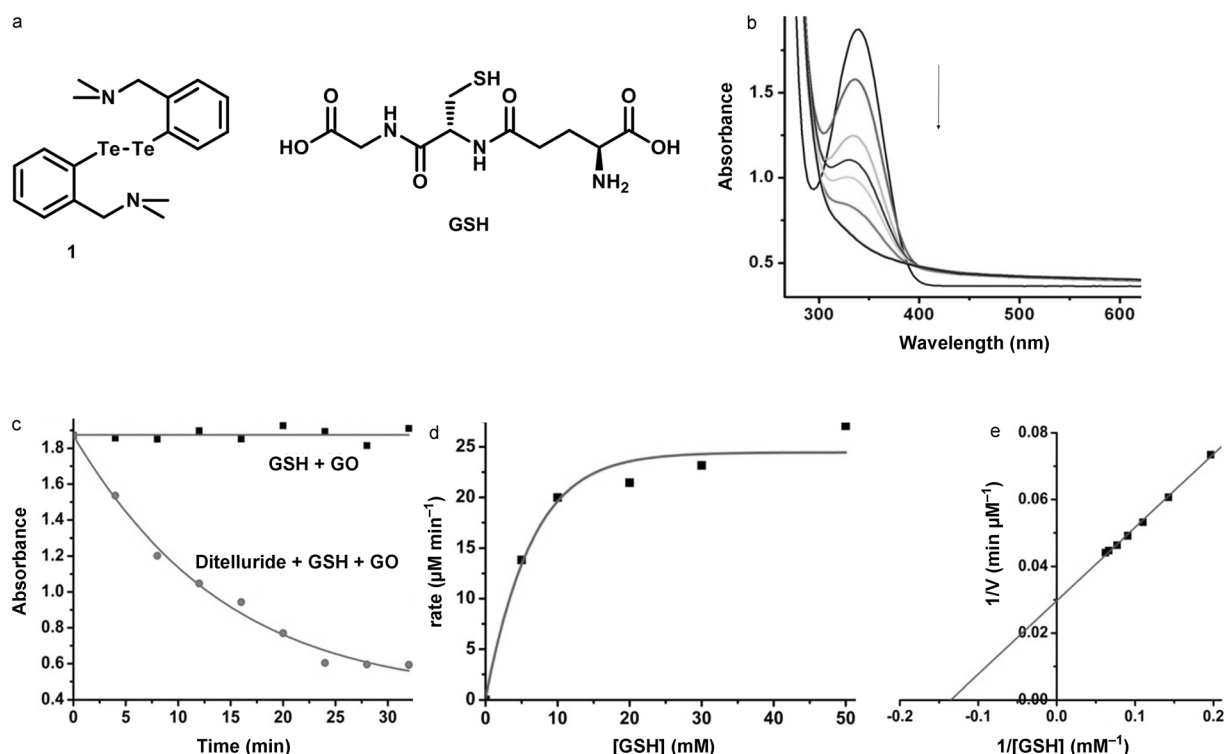 a
N
Te-Te
N
1
O
HO
N
H
O
SH
N
H
O
NH2
O
OH
GSH
b
Absorbance
1.5
1.0
0.5
300
400
500
600
Wavelength (nm)
c
Absorbance
1.8
1.6
1.4
1.2
1.0
0.8
0.6
0.4
GSH + GO
Ditelluride + GSH + GO
0
5
10
15
20
25
30
Time (min)
d
rate (µM min⁻¹)
25
20
15
10
5
0
0
10
20
30
40
50
[GSH] (mM)
e
1/V (min µM⁻¹)
0.08
0.06
0.04
0.02
0.00
-0.2
-0.1
0.0
0.1
0.2
1/[GSH] (mM⁻¹)